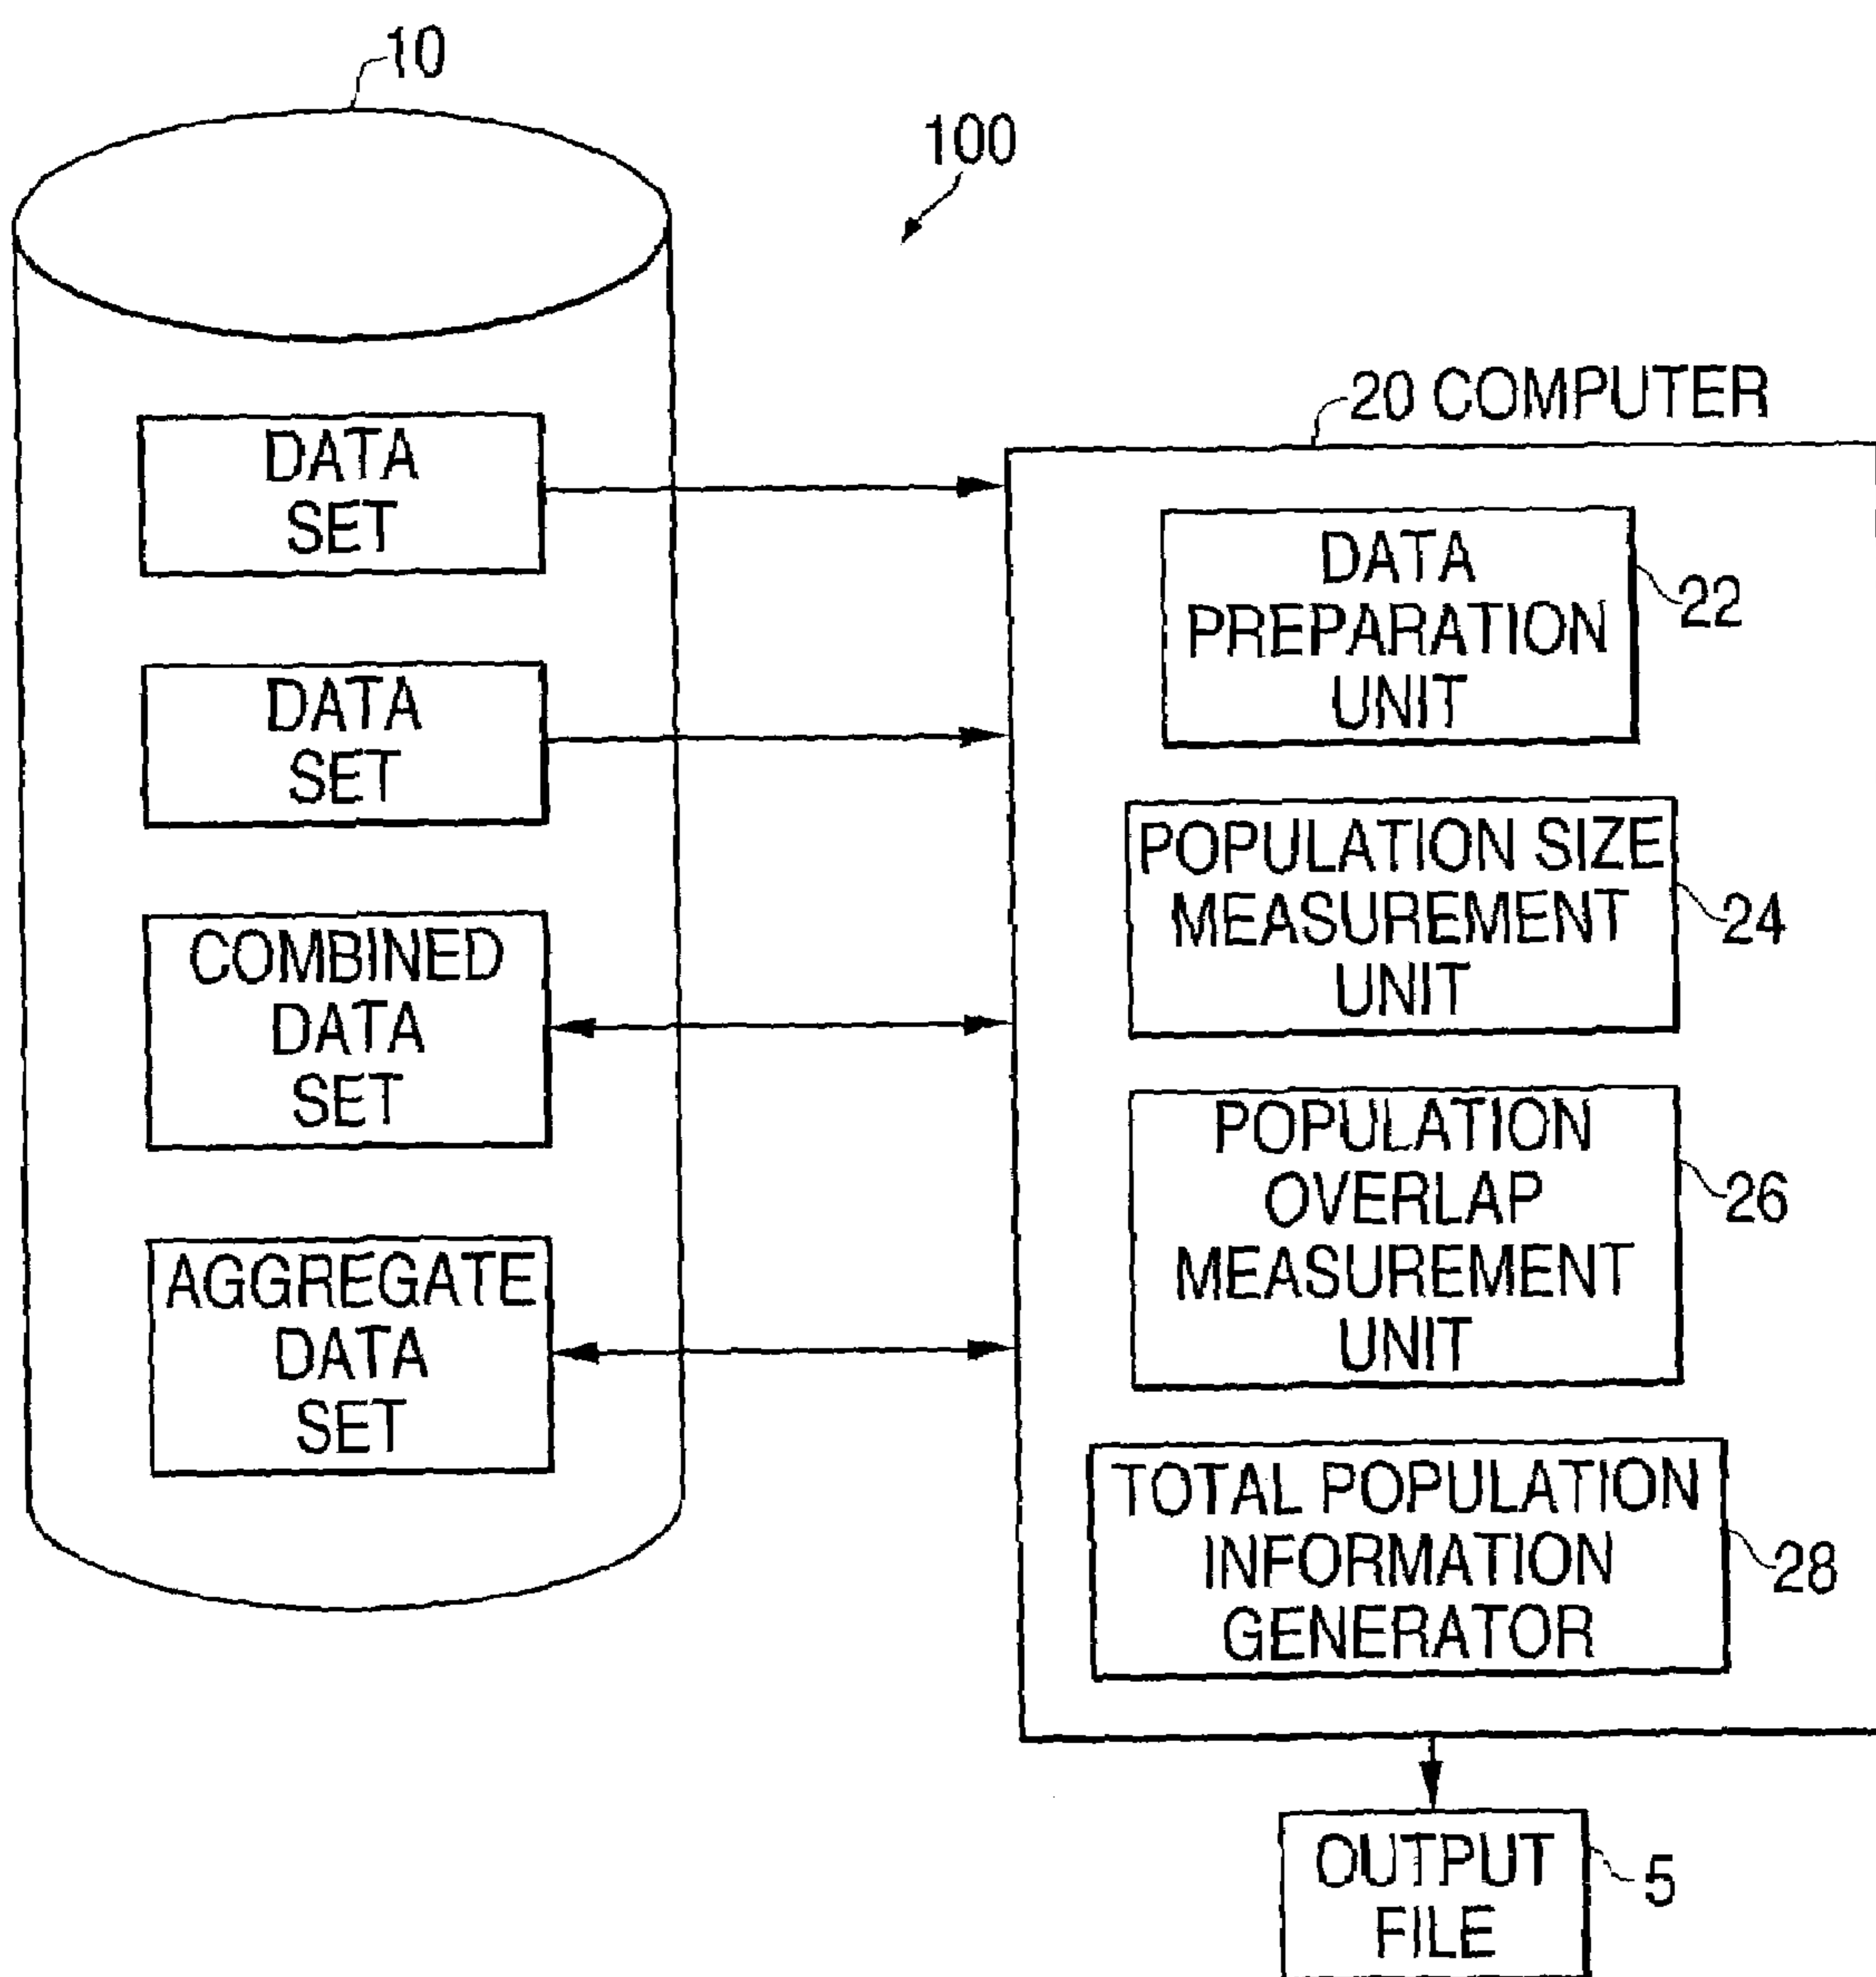 10
100
DATA
SET
DATA
SET
COMBINED
DATA
SET
AGGREGATE
DATA
SET
20 COMPUTER
DATA
PREPARATION
UNIT
22
POPULATION SIZE
MEASUREMENT
UNIT
24
POPULATION
OVERLAP
MEASUREMENT
UNIT
26
TOTAL POPULATION
INFORMATION
GENERATOR
28
OUTPUT
FILE
5